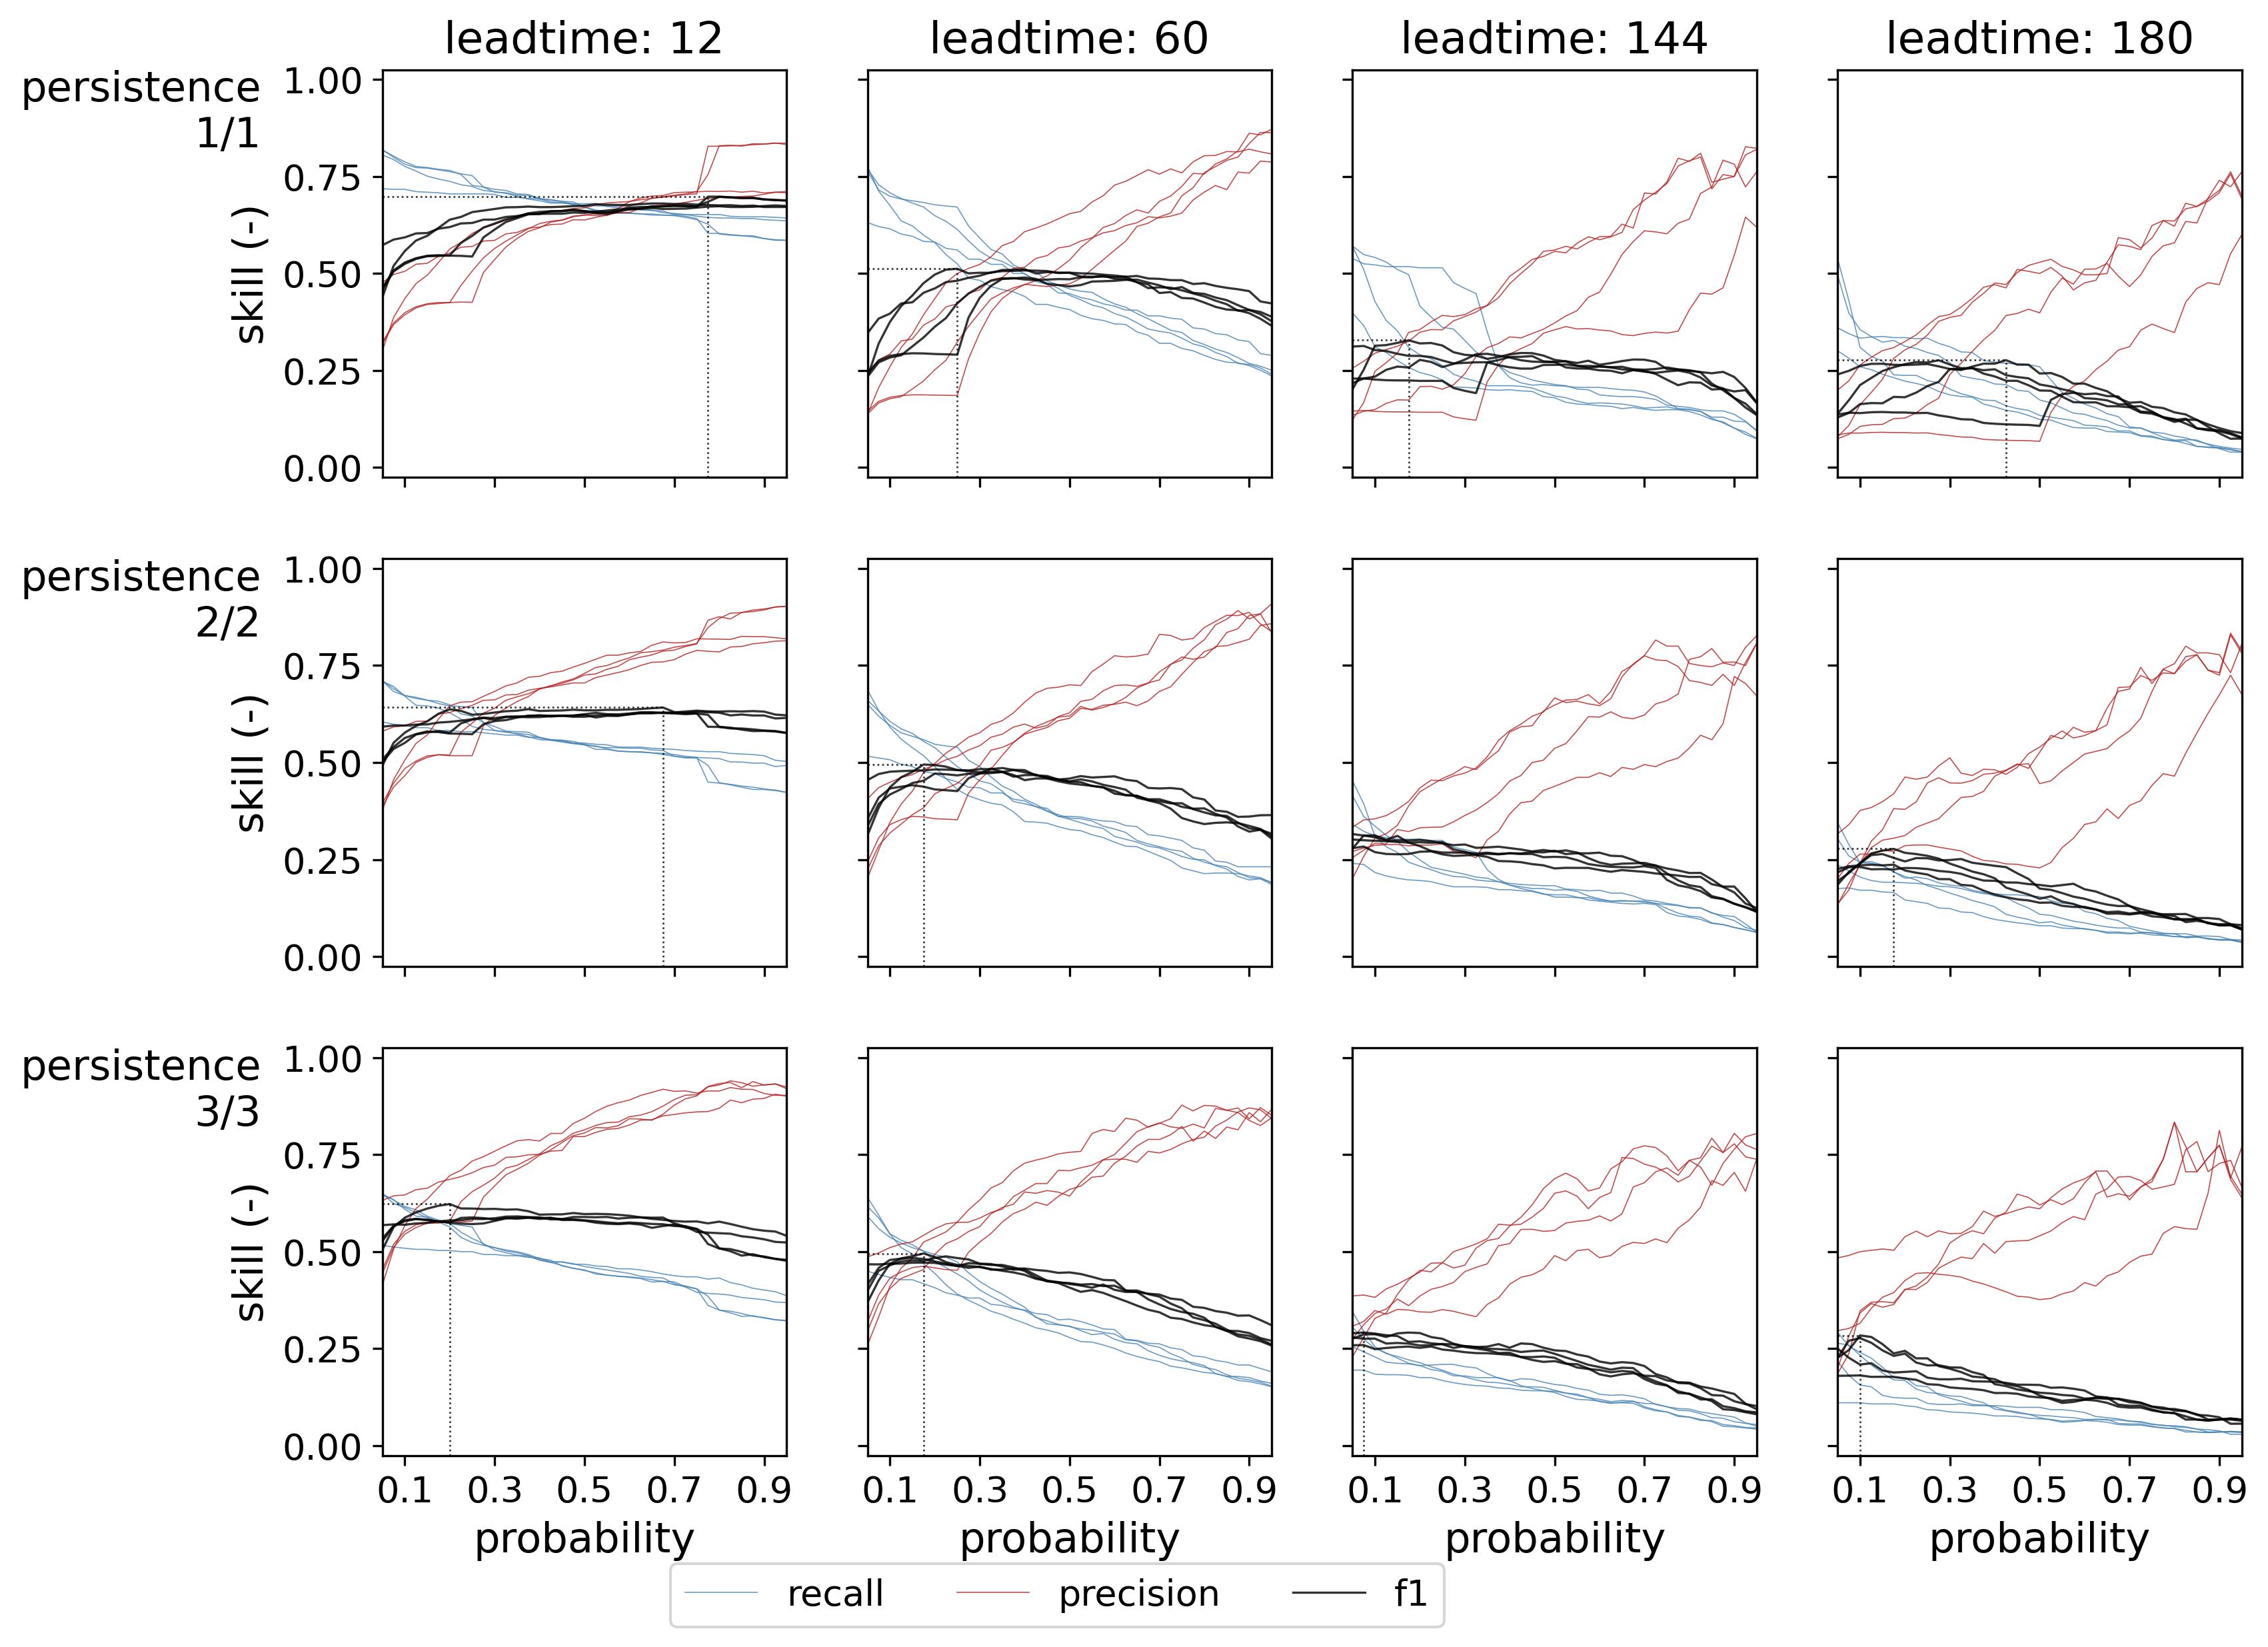 leadtime: 12 leadtime: 60 leadtime: 144 leadtime: 180
persistence
1/1
skill (-)
1.00
0.75
0.50
0.25
0.00
persistence
2/2
skill (-)
1.00
0.75
0.50
0.25
0.00
persistence
3/3
skill (-)
1.00
0.75
0.50
0.25
0.00
0.1 0.3 0.5 0.7 0.9 0.1 0.3 0.5 0.7 0.9 0.1 0.3 0.5 0.7 0.9 0.1 0.3 0.5 0.7 0.9
probability probability probability probability
recall precision f1